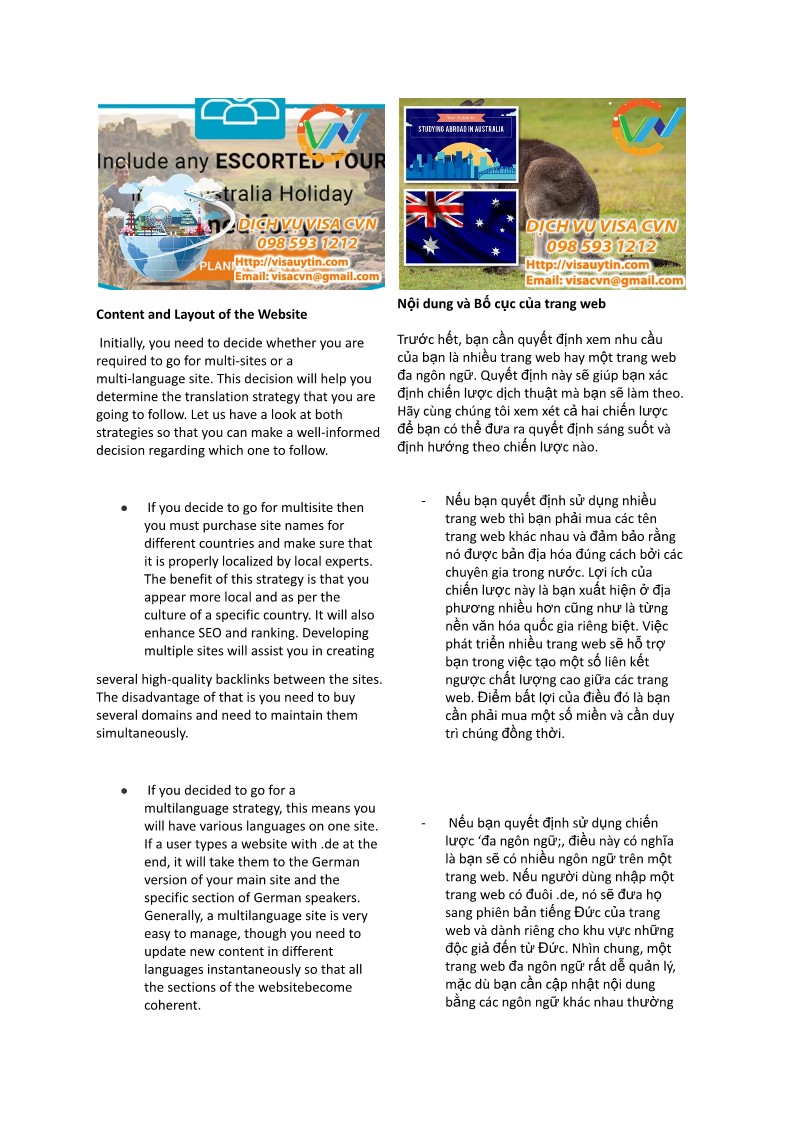 Include any ESCORTED TOUR
Australia Holiday
DỊCH VỤ VISA CVN
098 593 1212
Http://visauytin.com
Email: visacvn@gmail.com
Your Guide to
STUDYING ABROAD IN AUSTRALIA
DỊCH VỤ VISA CVN
098 593 1212
Http://visauytin.com
Email: visacvn@gmail.com
Content and Layout of the Website
Initially, you need to decide whether you are
required to go for multi-sites or a
multi-language site. This decision will help you
determine the translation strategy that you are
going to follow. Let us have a look at both
strategies so that you can make a well-informed
decision regarding which one to follow.
● If you decide to go for multisite then
you must purchase site names for
different countries and make sure that
it is properly localized by local experts.
The benefit of this strategy is that you
appear more local and as per the
culture of a specific country. It will also
enhance SEO and ranking. Developing
multiple sites will assist you in creating
several high-quality backlinks between the sites.
The disadvantage of that is you need to buy
several domains and need to maintain them
simultaneously.
● If you decided to go for a
multilanguage strategy, this means you
will have various languages on one site.
If a user types a website with .de at the
end, it will take them to the German
version of your main site and the
specific section of German speakers.
Generally, a multilanguage site is very
easy to manage, though you need to
update new content in different
languages instantaneously so that all
the sections of the websitebecome
coherent.
Nội dung và Bố cục của trang web
Trước hết, bạn cần quyết định xem nhu cầu
của bạn là nhiều trang web hay một trang web
đa ngôn ngữ. Quyết định này sẽ giúp bạn xác
định chiến lược dịch thuật mà bạn sẽ làm theo.
Hãy cùng chúng tôi xem xét cả hai chiến lược
để bạn có thể đưa ra quyết định sáng suốt và
định hướng theo chiến lược nào.
- Nếu bạn quyết định sử dụng nhiều
trang web thì bạn phải mua các tên
trang web khác nhau và đảm bảo rằng
nó được bản địa hóa đúng cách bởi các
chuyên gia trong nước. Lợi ích của
chiến lược này là bạn xuất hiện ở địa
phương nhiều hơn cũng như là từng
nền văn hóa quốc gia riêng biệt. Việc
phát triển nhiều trang web sẽ hỗ trợ
bạn trong việc tạo một số liên kết
ngược chất lượng cao giữa các trang
web. Điểm bất lợi của điều đó là bạn
cần phải mua một số miền và cần duy
trì chúng đồng thời.
- Nếu bạn quyết định sử dụng chiến
lược ‘đa ngôn ngữ;, điều này có nghĩa
là bạn sẽ có nhiều ngôn ngữ trên một
trang web. Nếu người dùng nhập một
trang web có đuôi .de, nó sẽ đưa họ
sang phiên bản tiếng Đức của trang
web và dành riêng cho khu vực những
độc giả đến từ Đức. Nhìn chung, một
trang web đa ngôn ngữ rất dễ quản lý,
mặc dù bạn cần cập nhật nội dung
bằng các ngôn ngữ khác nhau thường